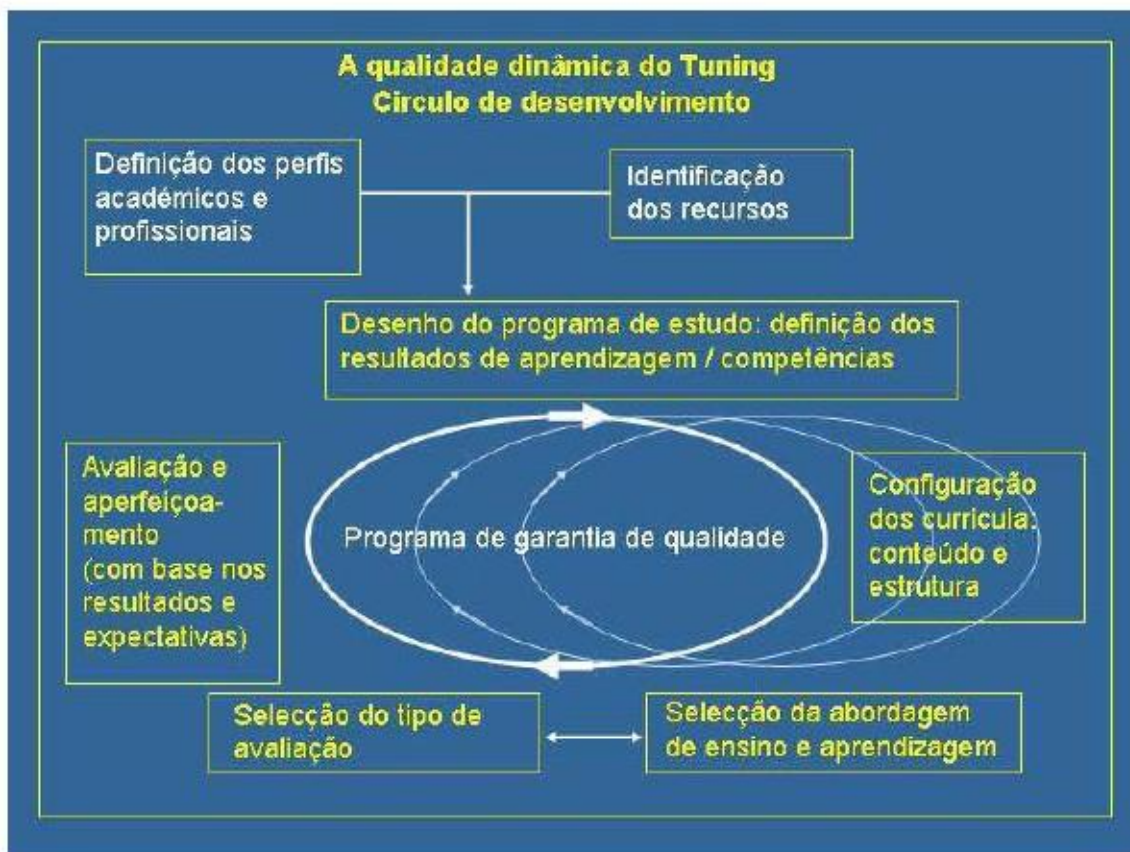 A qualidade dinâmica do Tuning
Circulo de desenvolvimento
Definição dos perfis
académicos e
profissionais
Identificação
dos recursos
Desenho do programa de estudo: definição dos
resultados de aprendizagem / competências
Avaliação e
aperfeiçoa-
mento
(com base nos
resultados e
expectativas)
Programa de garantia de qualidade
Configuração
dos curricula:
conteúdo e
estrutura
Selecção do tipo de
avaliação
Selecção da abordagem
de ensino e aprendizagem